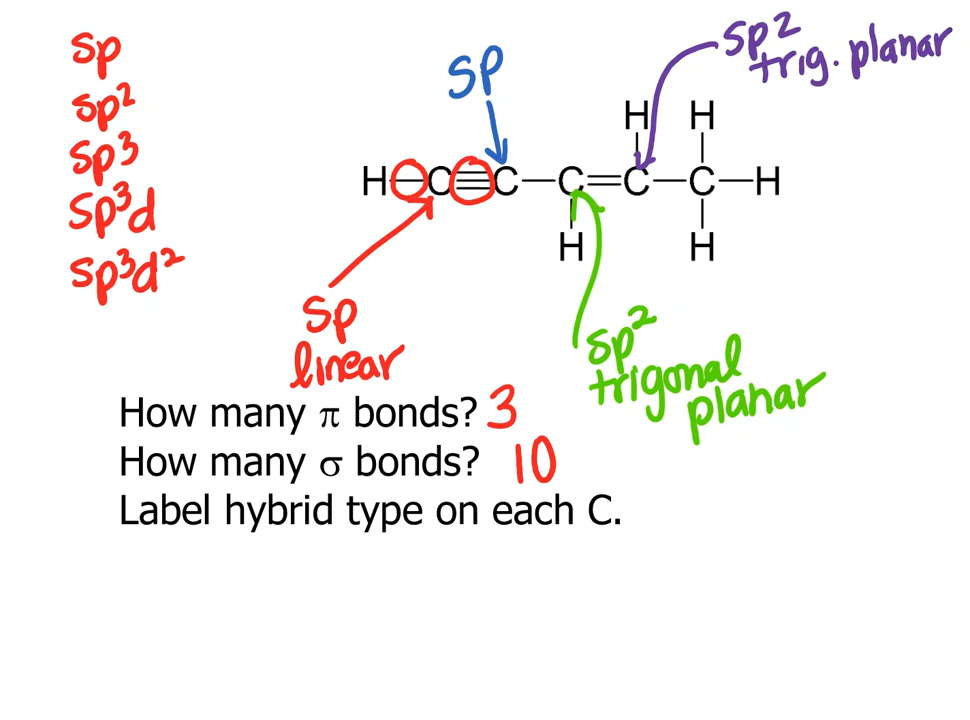 sp
sp²
sp³
sp³d
sp³d²
sp
sp²
trig. planar
H H
H C C C C C H
H H
sp
linear
sp²
trigonal
planar
How many π bonds? 3
How many σ bonds? 10
Label hybrid type on each C.